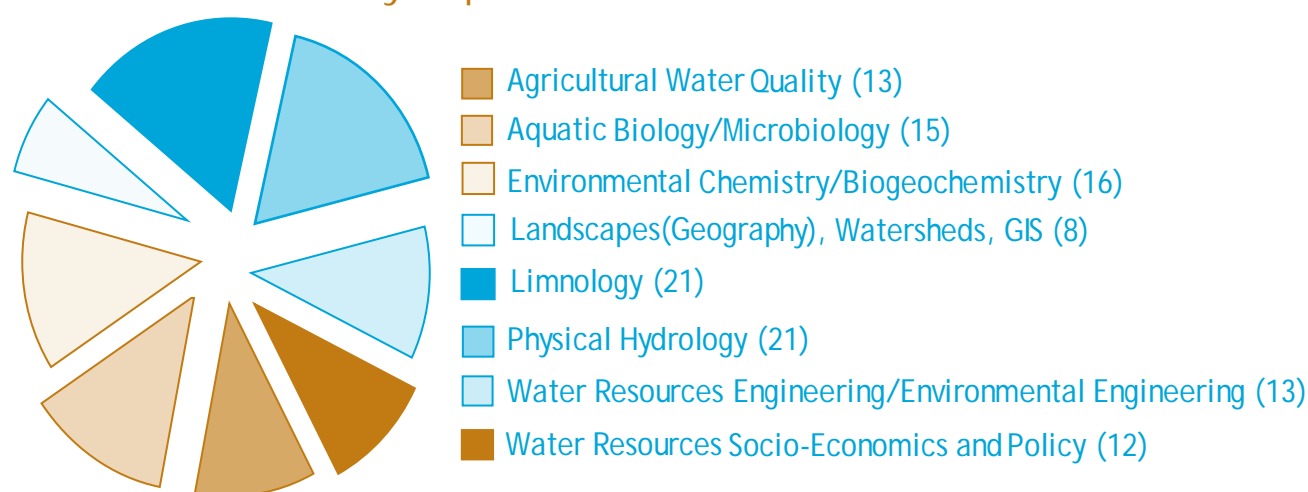 Agricultural Water Quality (13)
Aquatic Biology/Microbiology (15)
Environmental Chemistry/Biogeochemistry (16)
Landscapes(Geography), Watersheds, GIS (8)
Limnology (21)
Physical Hydrology (21)
Water Resources Engineering/Environmental Engineering (13)
Water Resources Socio-Economics and Policy (12)